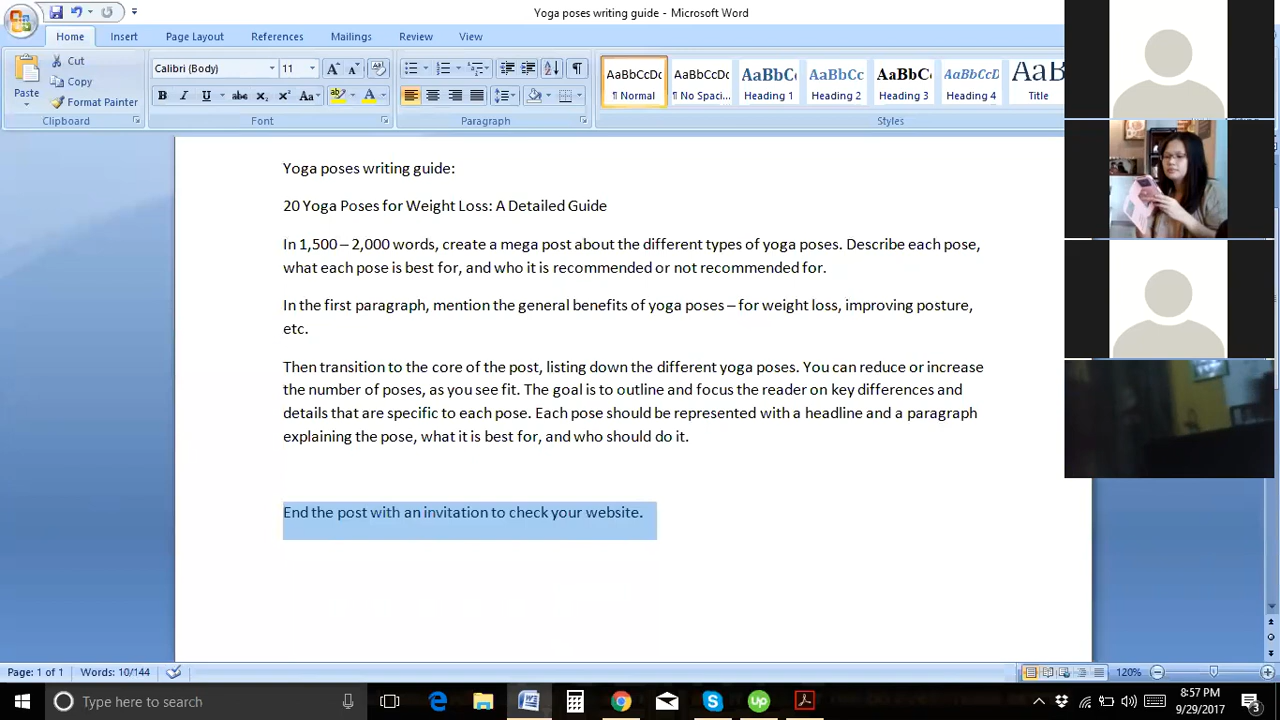 Yoga poses writing guide - Microsoft Word
Home Insert Page Layout References Mailings Review View
Paste
Cut
Copy
Format Painter
Clipboard
Calibri (Body) 11
Font
Paragraph
AaBbCcDc AaBbCcDc AaBbC AaBbCc AaBbCc AaBbCcD AaB
¶ Normal ¶ No Spaci... Heading 1 Heading 2 Heading 3 Heading 4 Title
Styles
Yoga poses writing guide:
20 Yoga Poses for Weight Loss: A Detailed Guide
In 1,500 – 2,000 words, create a mega post about the different types of yoga poses. Describe each pose,
what each pose is best for, and who it is recommended or not recommended for.
In the first paragraph, mention the general benefits of yoga poses – for weight loss, improving posture,
etc.
Then transition to the core of the post, listing down the different yoga poses. You can reduce or increase
the number of poses, as you see fit. The goal is to outline and focus the reader on key differences and
details that are specific to each pose. Each pose should be represented with a headline and a paragraph
explaining the pose, what it is best for, and who should do it.
End the post with an invitation to check your website.
Page: 1 of 1 Words: 10/144 120%
Type here to search
8:57 PM
9/29/2017
3